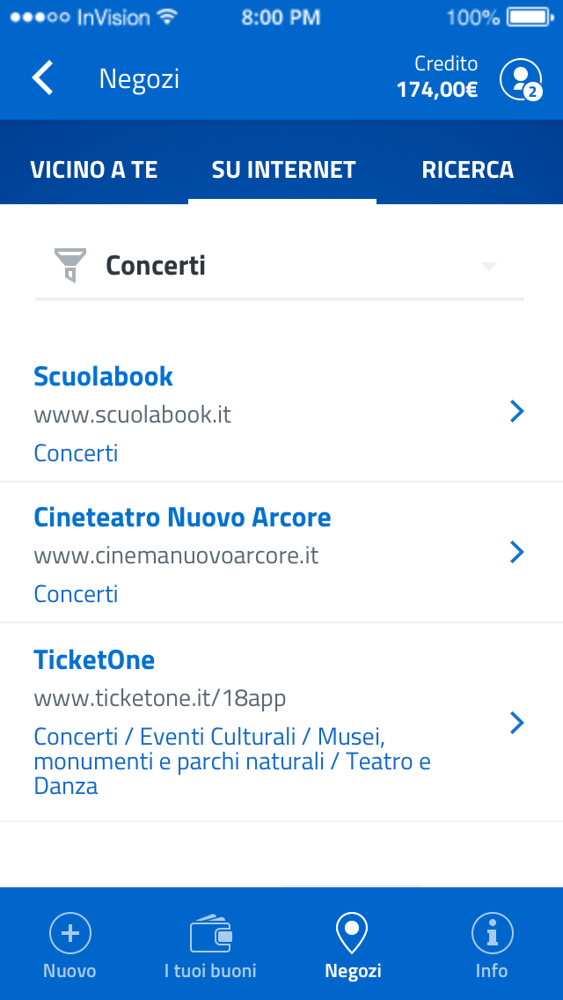 InVision 8:00 PM 100%
Negozi
Credito
174,00€
2
VICINO A TE SU INTERNET RICERCA
Concerti
Scuolabook
www.scuolabook.it
Concerti
Cineteatro Nuovo Arcore
www.cinemanuovoarcore.it
Concerti
TicketOne
www.ticketone.it/18app
Concerti / Eventi Culturali / Musei,
monumenti e parchi naturali / Teatro e
Danza
Nuovo I tuoi buoni Negozi Info